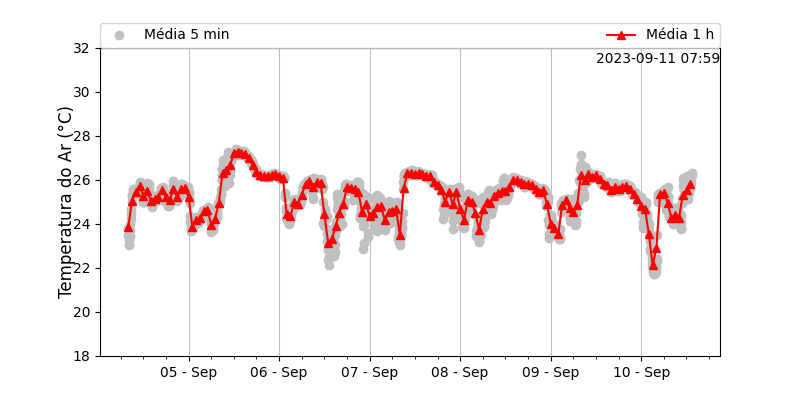 Média 5 min
Média 1 h
2023-09-11 07:59
Temperatura do Ar (°C)
32
30
28
26
24
22
20
18
05 - Sep
06 - Sep
07 - Sep
08 - Sep
09 - Sep
10 - Sep